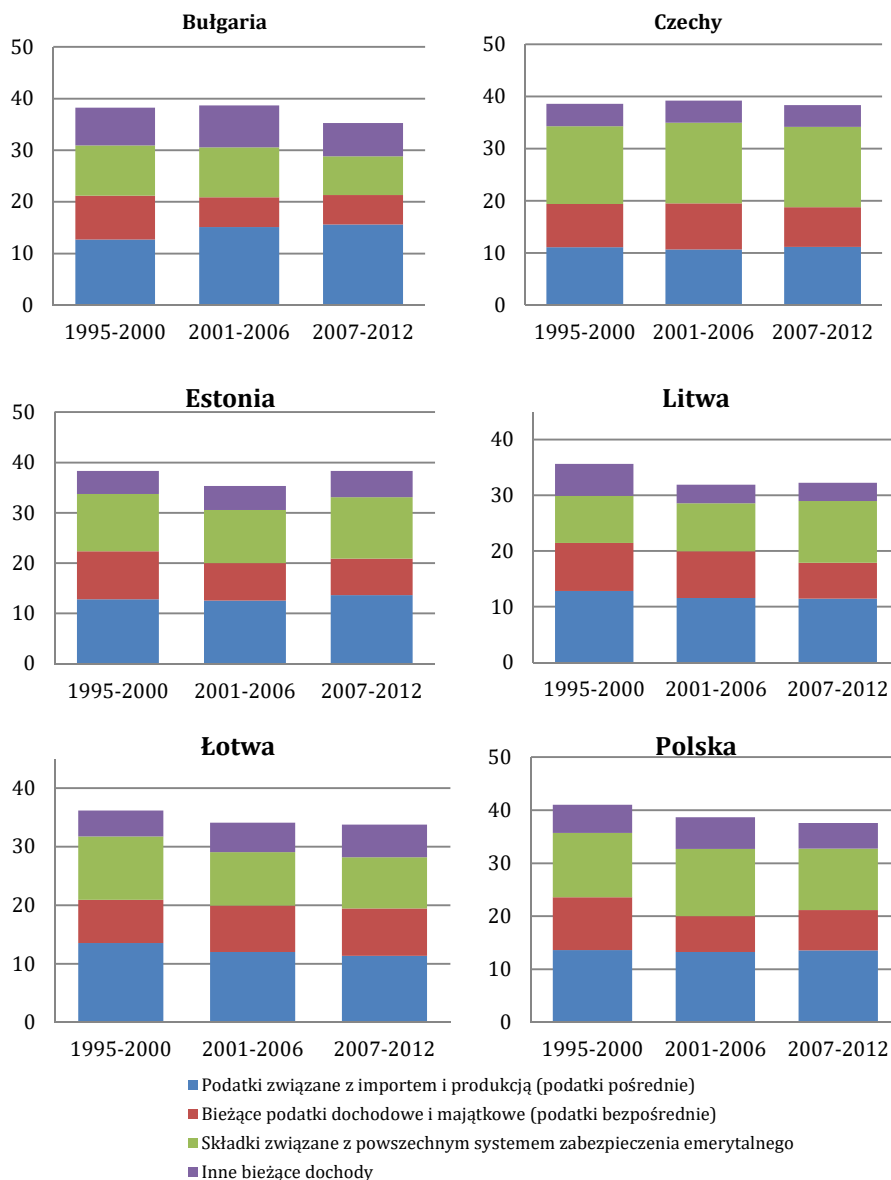 Bułgaria
50
40
30
20
10
0
1995-2000 2001-2006 2007-2012
Czechy
50
40
30
20
10
0
1995-2000 2001-2006 2007-2012
Estonia
50
40
30
20
10
0
1995-2000 2001-2006 2007-2012
Litwa
40
30
20
10
0
1995-2000 2001-2006 2007-2012
Łotwa
40
30
20
10
0
1995-2000 2001-2006 2007-2012
Polska
50
40
30
20
10
0
1995-2000 2001-2006 2007-2012
Podatki związane z importem i produkcją (podatki pośrednie)
Bieżące podatki dochodowe i majątkowe (podatki bezpośrednie)
Składki związane z powszechnym systemem zabezpieczenia emerytalnego
Inne bieżące dochody